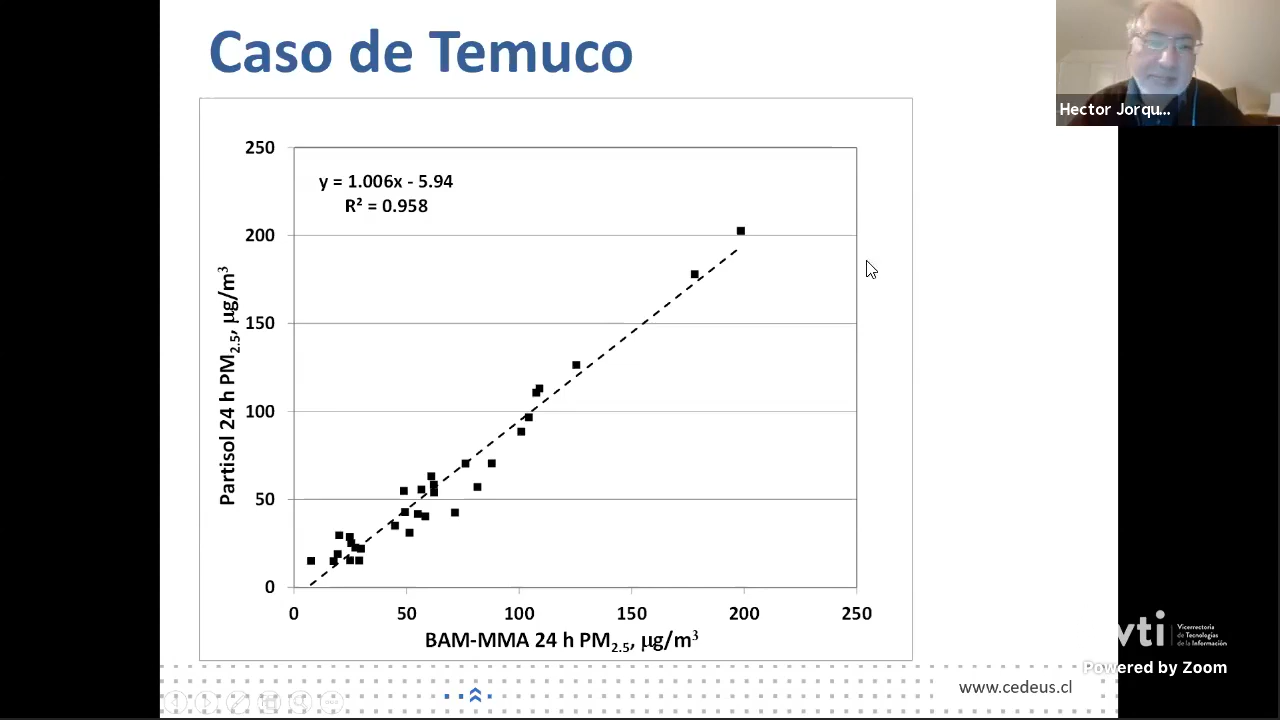 Caso de Temuco
Hector Jorqu...
250
y = 1.006x - 5.94
R² = 0.958
200
150
100
50
0
Partisol 24 h PM2.5, µg/m3
0 50 100 150 200 250
BAM-MMA 24 h PM2.5, µg/m3
vti
Vicerrectoría
de Tecnologías
de la Información
Powered by Zoom
www.cedeus.cl